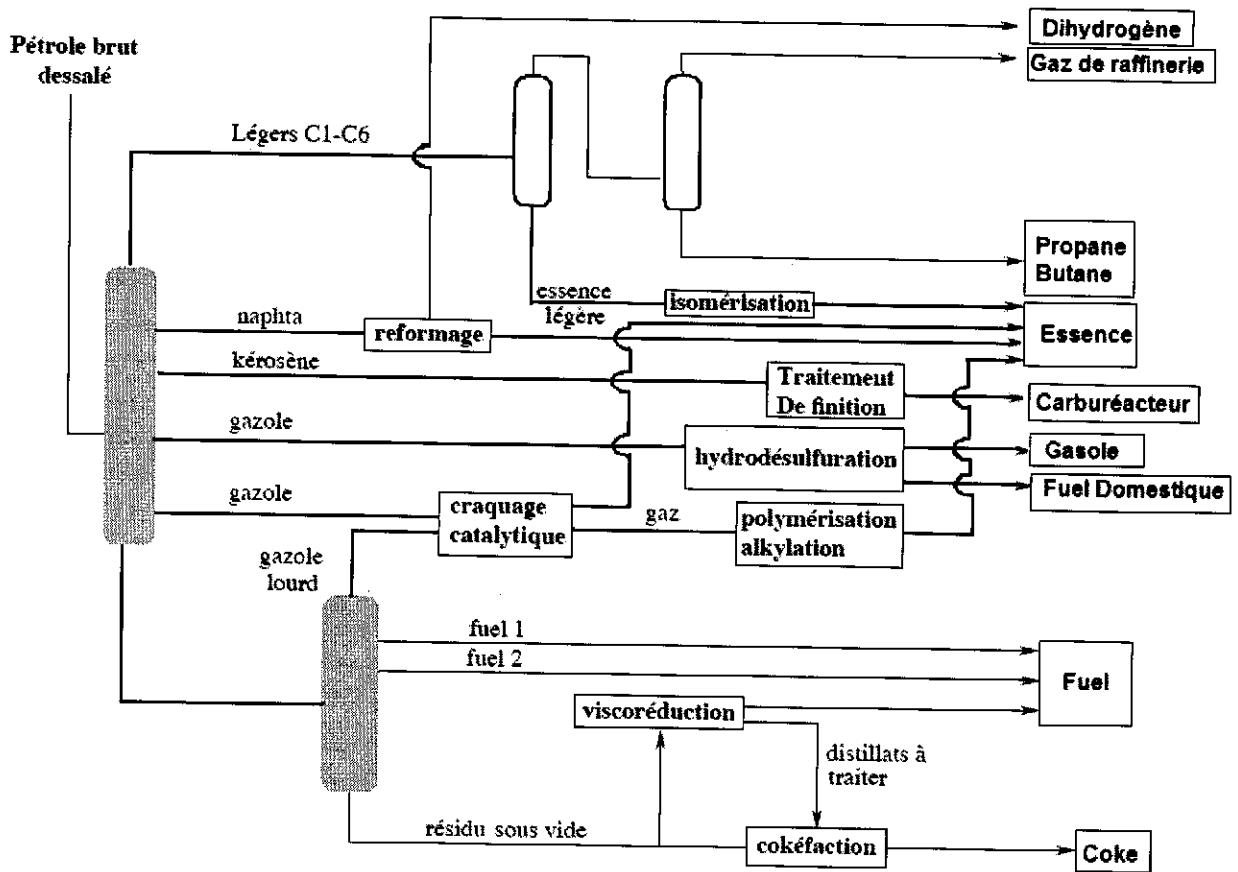 Dihydrogène
Gaz de raffinerie
Pétrole brut
dessalé
Légers C1-C6
Propane
Butane
essence
légère
isomérisation
Essence
naphta
reformage
kérosène
Traitement
De finition
Carburéacteur
gazole
hydrodésulfuration
Gasole
Fuel Domestique
gazole
craquage
catalytique
gaz
polymérisation
alkylation
gazole
lourd
fuel 1
fuel 2
Fuel
viscoréduction
distillats à
traiter
résidu sous vide
cokéfaction
Coke